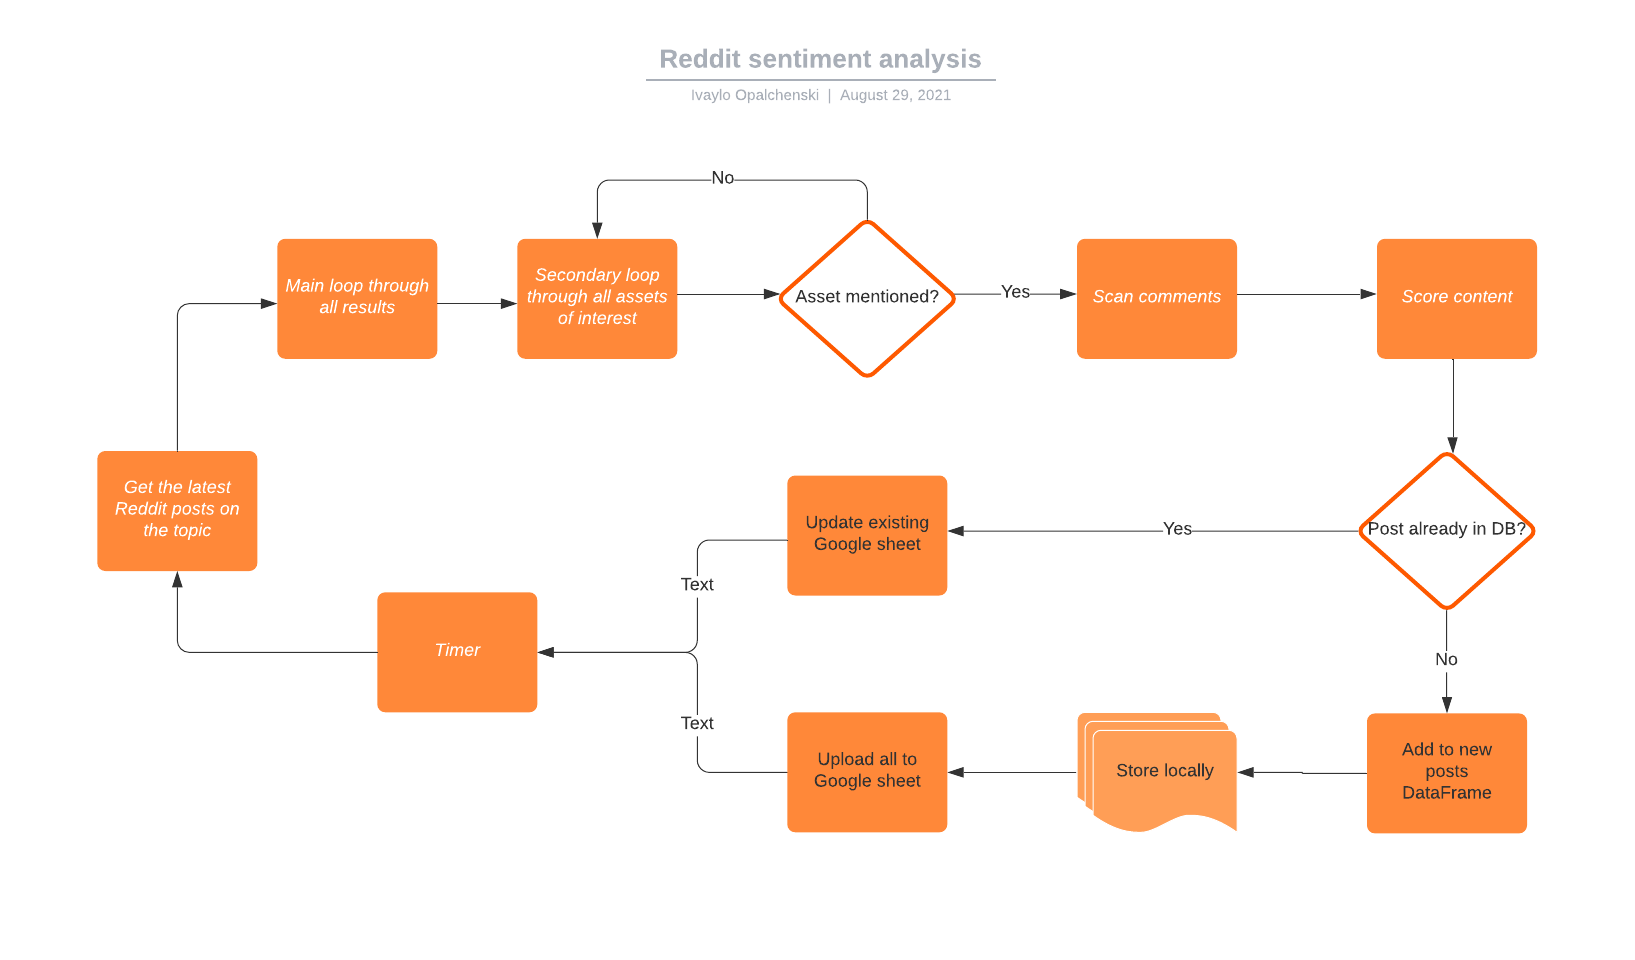 Reddit sentiment analysis
Ivaylo Opalchenski | August 29, 2021
No
Main loop through
all results
Secondary loop
through all assets
of interest
Asset mentioned?
Yes
Scan comments
Score content
Get the latest
Reddit posts on
the topic
Update existing
Google sheet
Yes
Post already in DB?
Text
Timer
No
Text
Upload all to
Google sheet
Store locally
Add to new
posts
DataFrame